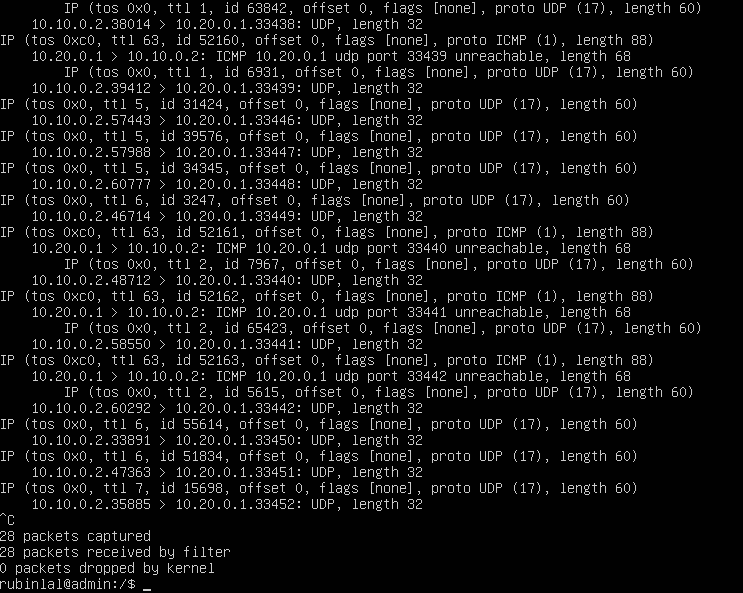 IP (tos 0x0, ttl 1, id 63842, offset 0, flags [none], proto UDP (17), length 60)
10.10.0.2.38014 > 10.20.0.1.33438: UDP, length 32
IP (tos 0xc0, ttl 63, id 52160, offset 0, flags [none], proto ICMP (1), length 88)
10.20.0.1 > 10.10.0.2: ICMP 10.20.0.1 udp port 33439 unreachable, length 68
IP (tos 0x0, ttl 1, id 6931, offset 0, flags [none], proto UDP (17), length 60)
10.10.0.2.39412 > 10.20.0.1.33439: UDP, length 32
IP (tos 0x0, ttl 5, id 31424, offset 0, flags [none], proto UDP (17), length 60)
10.10.0.2.57443 > 10.20.0.1.33446: UDP, length 32
IP (tos 0x0, ttl 5, id 39576, offset 0, flags [none], proto UDP (17), length 60)
10.10.0.2.57988 > 10.20.0.1.33447: UDP, length 32
IP (tos 0x0, ttl 5, id 34345, offset 0, flags [none], proto UDP (17), length 60)
10.10.0.2.60777 > 10.20.0.1.33448: UDP, length 32
IP (tos 0x0, ttl 6, id 3247, offset 0, flags [none], proto UDP (17), length 60)
10.10.0.2.46714 > 10.20.0.1.33449: UDP, length 32
IP (tos 0xc0, ttl 63, id 52161, offset 0, flags [none], proto ICMP (1), length 88)
10.20.0.1 > 10.10.0.2: ICMP 10.20.0.1 udp port 33440 unreachable, length 68
IP (tos 0x0, ttl 2, id 7967, offset 0, flags [none], proto UDP (17), length 60)
10.10.0.2.48712 > 10.20.0.1.33440: UDP, length 32
IP (tos 0xc0, ttl 63, id 52162, offset 0, flags [none], proto ICMP (1), length 88)
10.20.0.1 > 10.10.0.2: ICMP 10.20.0.1 udp port 33441 unreachable, length 68
IP (tos 0x0, ttl 2, id 65423, offset 0, flags [none], proto UDP (17), length 60)
10.10.0.2.58550 > 10.20.0.1.33441: UDP, length 32
IP (tos 0xc0, ttl 63, id 52163, offset 0, flags [none], proto ICMP (1), length 88)
10.20.0.1 > 10.10.0.2: ICMP 10.20.0.1 udp port 33442 unreachable, length 68
IP (tos 0x0, ttl 2, id 5615, offset 0, flags [none], proto UDP (17), length 60)
10.10.0.2.60292 > 10.20.0.1.33442: UDP, length 32
IP (tos 0x0, ttl 6, id 55614, offset 0, flags [none], proto UDP (17), length 60)
10.10.0.2.33891 > 10.20.0.1.33450: UDP, length 32
IP (tos 0x0, ttl 6, id 51834, offset 0, flags [none], proto UDP (17), length 60)
10.10.0.2.47363 > 10.20.0.1.33451: UDP, length 32
IP (tos 0x0, ttl 7, id 15698, offset 0, flags [none], proto UDP (17), length 60)
10.10.0.2.35885 > 10.20.0.1.33452: UDP, length 32
^C
28 packets captured
28 packets received by filter
0 packets dropped by kernel
rubinlal@admin:/$ _